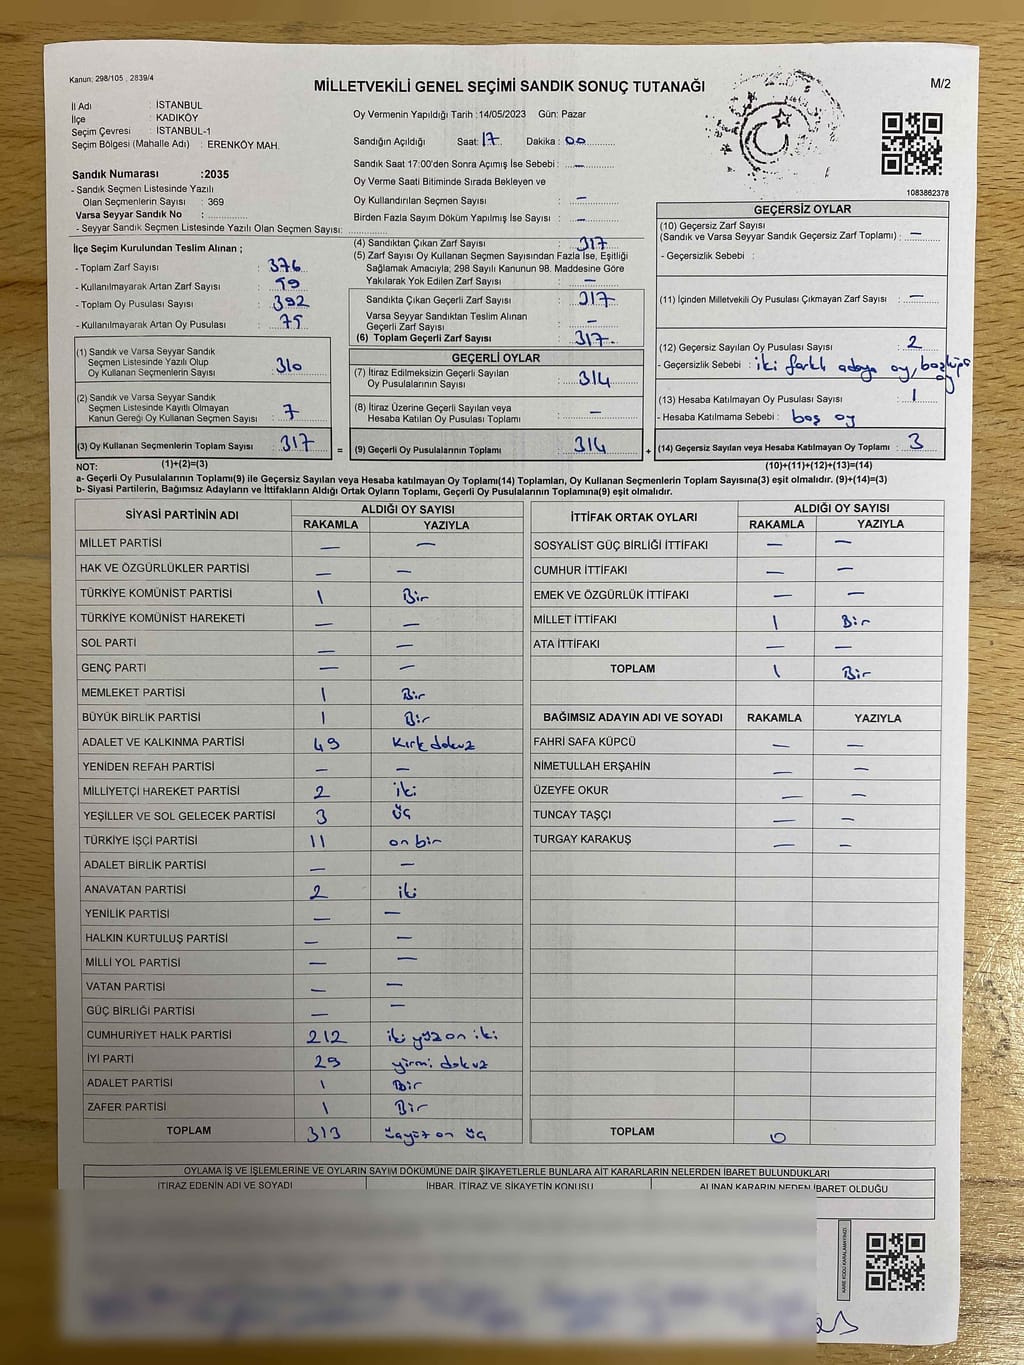 Kanun: 298/105 , 2839/4
MİLLETVEKİLİ GENEL SEÇİMİ SANDIK SONUÇ TUTANAĞI
M/2
İl Adı : İSTANBUL
İlçe : KADIKÖY
Seçim Çevresi : İSTANBUL-1
Seçim Bölgesi (Mahalle Adı) : ERENKÖY MAH.
Sandık Numarası :2035
- Sandık Seçmen Listesinde Yazılı
Olan Seçmenlerin Sayısı : 369
Varsa Seyyar Sandık No :
- Seyyar Sandık Seçmen Listesinde Yazılı Olan Seçmen Sayısı:
Oy Vermenin Yapıldığı Tarih :14/05/2023 Gün: Pazar
Sandığın Açıldığı Saat: 17 Dakika : 00
Sandık Saat 17:00'den Sonra Açımış İse Sebebi : —
Oy Verme Saati Bitiminde Sırada Bekleyen ve
Oy Kullandırılan Seçmen Sayısı : —
Birden Fazla Sayım Döküm Yapılmış İse Sayısı : —
1083862378
İlçe Seçim Kurulundan Teslim Alınan ;
- Toplam Zarf Sayısı : 376
- Kullanılmayarak Artan Zarf Sayısı : 59
- Toplam Oy Pusulası Sayısı : 392
- Kullanılmayarak Artan Oy Pusulası : 75
(1) Sandık ve Varsa Seyyar Sandık
Seçmen Listesinde Yazılı Olup
Oy Kullanan Seçmenlerin Sayısı : 310
(2) Sandık ve Varsa Seyyar Sandık
Seçmen Listesinde Kayıtlı Olmayan
Kanun Gereği Oy Kullanan Seçmen Sayısı : 7
(3) Oy Kullanan Seçmenlerin Toplam Sayısı : 317
(1)+(2)=(3)
(4) Sandıktan Çıkan Zarf Sayısı : 317
(5) Zarf Sayısı Oy Kullanan Seçmen Sayısından Fazla İse, Eşitliği
Sağlamak Amacıyla; 298 Sayılı Kanunun 98. Maddesine Göre
Yakılarak Yok Edilen Zarf Sayısı : —
Sandıkta Çıkan Geçerli Zarf Sayısı : 317
Varsa Seyyar Sandıktan Teslim Alınan
Geçerli Zarf Sayısı : —
(6) Toplam Geçerli Zarf Sayısı : 317
GEÇERLİ OYLAR
(7) İtiraz Edilmeksizin Geçerli Sayılan
Oy Pusulalarının Sayısı : 314
(8) İtiraz Üzerine Geçerli Sayılan veya
Hesaba Katılan Oy Pusulası Toplamı : —
= (9) Geçerli Oy Pusulalarının Toplamı : 314
GEÇERSİZ OYLAR
(10) Geçersiz Zarf Sayısı
(Sandık ve Varsa Seyyar Sandık Geçersiz Zarf Toplamı) : —
- Geçersizlik Sebebi :
(11) İçinden Milletvekili Oy Pusulası Çıkmayan Zarf Sayısı : —
(12) Geçersiz Sayılan Oy Pusulası Sayısı : 2
- Geçersizlik Sebebi : iki farklı adaya oy,
oy
(13) Hesaba Katılmayan Oy Pusulası Sayısı : 1
- Hesaba Katılmama Sebebi : boş oy
+ (14) Geçersiz Sayılan veya Hesaba Katılmayan Oy Toplamı : 3
(10)+(11)+(12)+(13)=(14)
NOT:
a- Geçerli Oy Pusulalarının Toplamı(9) ile Geçersiz Sayılan veya Hesaba Katılmayan Oy Toplamı(14) Toplamları, Oy Kullanan Seçmenlerin Toplam Sayısına(3) eşit olmalıdır. (9)+(14)=(3)
b- Siyasi Partilerin, Bağımsız Adayların ve İttifakların Aldığı Ortak Oyların Toplamı, Geçerli Oy Pusulalarının Toplamına(9) eşit olmalıdır.
SİYASİ PARTİNİN ADI ALDIĞI OY SAYISI
RAKAMLA YAZIYLA
MİLLET PARTİSİ — —
HAK VE ÖZGÜRLÜKLER PARTİSİ — —
TÜRKİYE KOMÜNİST PARTİSİ 1 Bir
TÜRKİYE KOMÜNİST HAREKETİ — —
SOL PARTİ — —
GENÇ PARTİ — —
MEMLEKET PARTİSİ 1 Bir
BÜYÜK BİRLİK PARTİSİ 1 Bir
ADALET VE KALKINMA PARTİSİ 49 Kırk dokuz
YENİDEN REFAH PARTİSİ — —
MİLLİYETÇİ HAREKET PARTİSİ 2 iki
YEŞİLLER VE SOL GELECEK PARTİSİ 3 üç
TÜRKİYE İŞÇİ PARTİSİ 11 on bir
ADALET BİRLİK PARTİSİ — —
ANAVATAN PARTİSİ 2 iki
YENİLİK PARTİSİ — —
HALKIN KURTULUŞ PARTİSİ — —
MİLLİ YOL PARTİSİ — —
VATAN PARTİSİ — —
GÜÇ BİRLİĞİ PARTİSİ — —
CUMHURİYET HALK PARTİSİ 212 iki yüz on iki
İYİ PARTİ 29 yirmi dokuz
ADALET PARTİSİ 1 Bir
ZAFER PARTİSİ 1 Bir
TOPLAM 313 üçyüz on üç
İTTİFAK ORTAK OYLARI ALDIĞI OY SAYISI
RAKAMLA YAZIYLA
SOSYALİST GÜÇ BİRLİĞİ İTTİFAKI — —
CUMHUR İTTİFAKI — —
EMEK VE ÖZGÜRLÜK İTTİFAKI — —
MİLLET İTTİFAKI 1 Bir
ATA İTTİFAKI — —
TOPLAM 1 Bir
BAĞIMSIZ ADAYIN ADI VE SOYADI RAKAMLA YAZIYLA
FAHRİ SAFA KÜPCÜ — —
NİMETULLAH ERŞAHİN — —
ÜZEYFE OKUR — —
TUNCAY TAŞÇI — —
TURGAY KARAKUŞ — —
TOPLAM 0
OYLAMA İŞ VE İŞLEMLERİNE VE OYLARIN SAYIM DÖKÜMÜNE DAİR ŞİKAYETLERLE BUNLARA AİT KARARLARIN NELERDEN İBARET BULUNDUKLARI
İTİRAZ EDENİN ADI VE SOYADI İHBAR, İTİRAZ VE ŞİKAYETİN KONUSU ALINAN KARARIN NEDEN İBARET OLDUĞU
KARE KODU KARALAMAYINIZ!